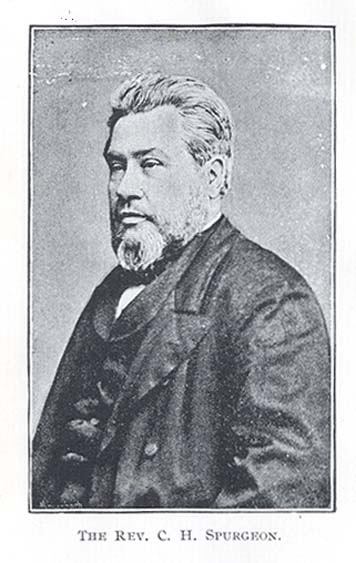 THE REV. C. H. SPURGEON.